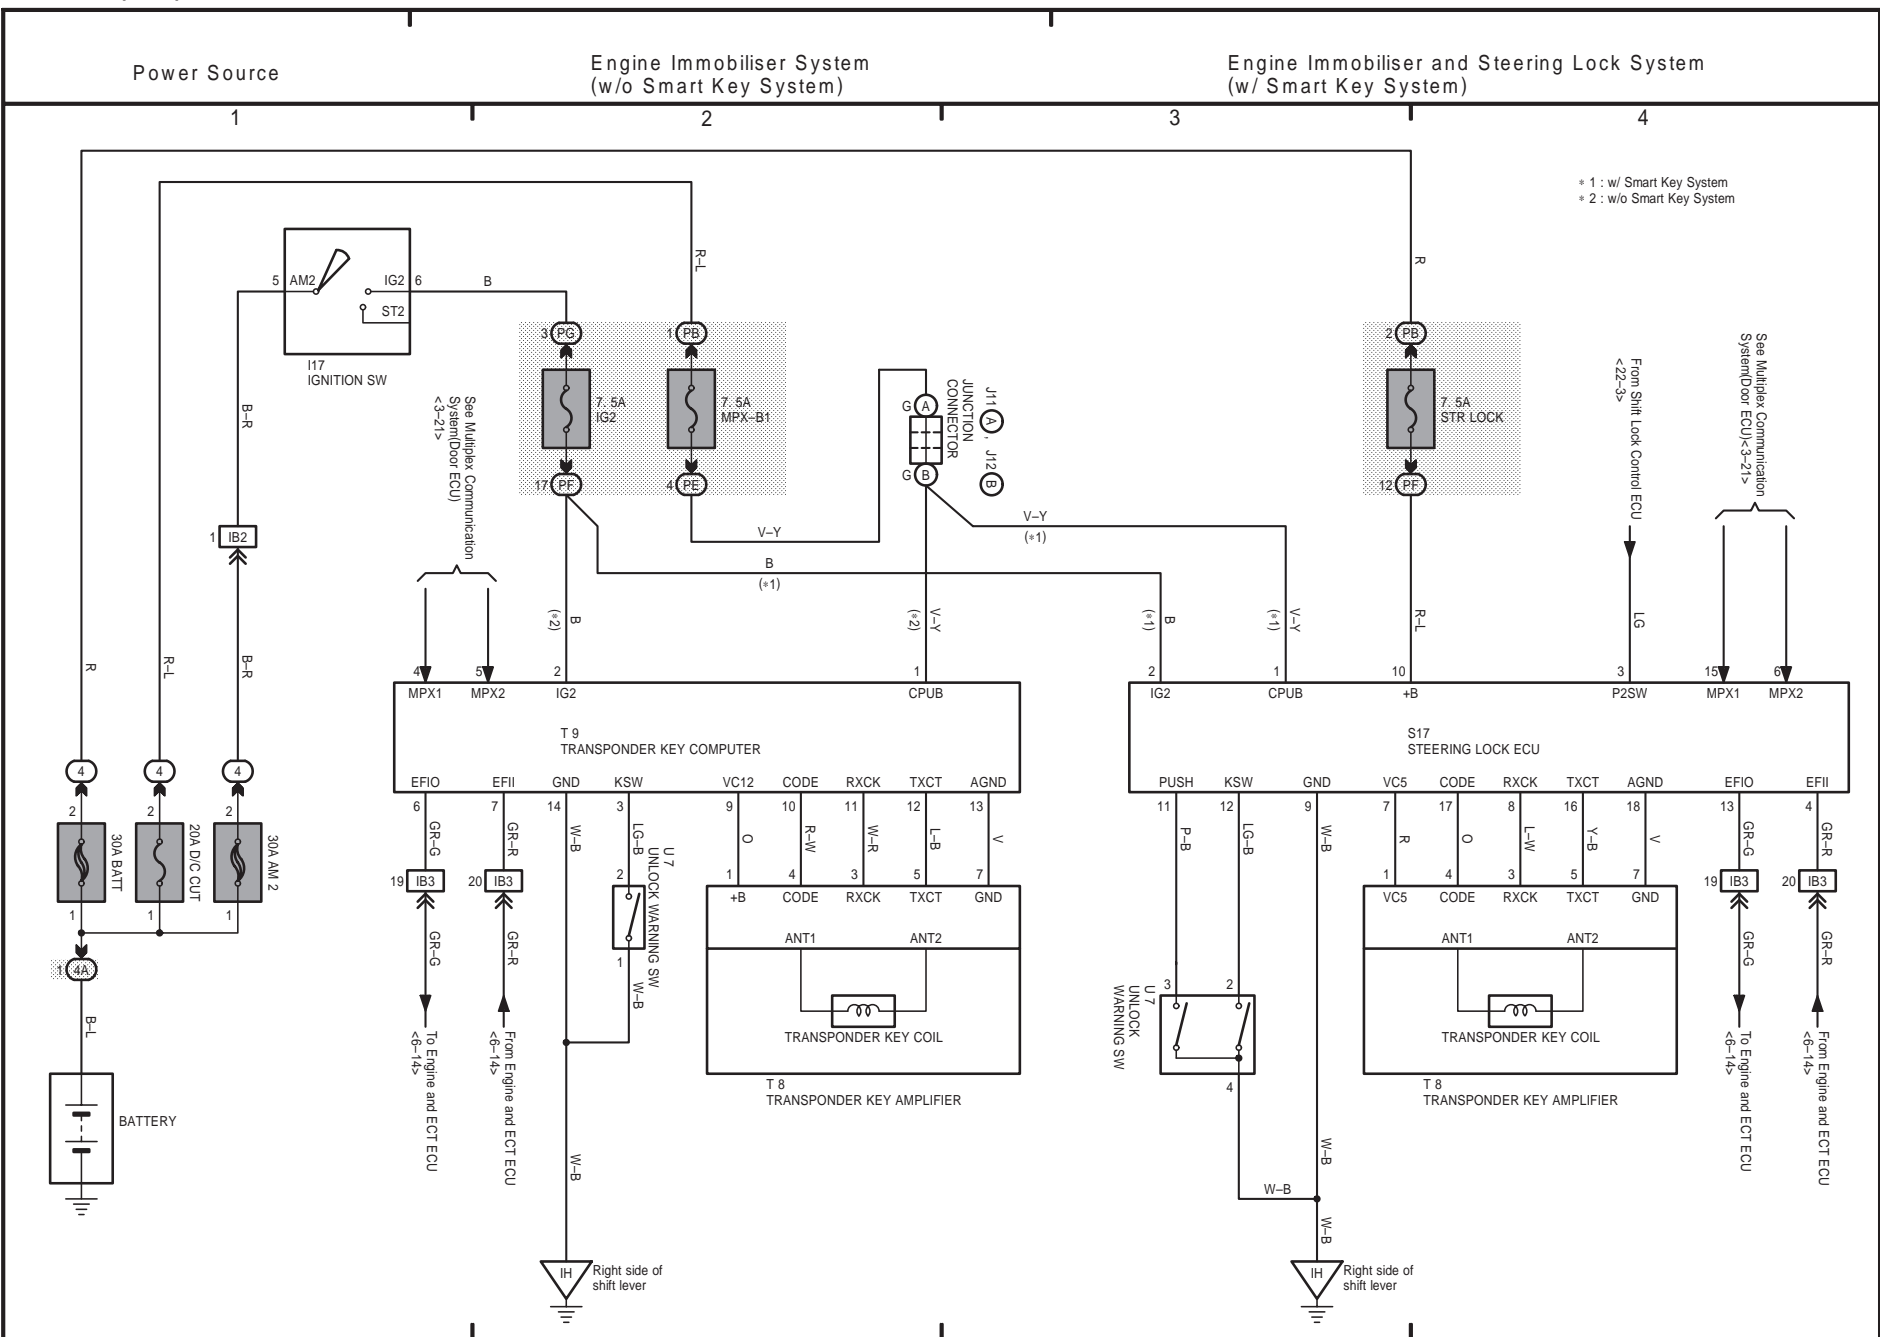 Power Source
Engine Immobiliser System
(w/o Smart Key System)
Engine Immobiliser and Steering Lock System
(w/ Smart Key System)
1
2
3
4
* 1 : w/ Smart Key System
* 2 : w/o Smart Key System
5
AM2
IG2
6
ST2
I17
IGNITION SW
B
R-L
R
B-R
3
PG
1
PB
2
PB
7. 5A
IG2
7. 5A
MPX-B1
7. 5A
STR LOCK
17
PF
4
PE
12
PF
G
A
G
B
JUNCTION
CONNECTOR
J11
A
,
J12
B
See Multiplex Communication
System(Door ECU)
<3-21>
From Shift Lock Control ECU
<22-3>
See Multiplex Communication
System(Door ECU)<3-21>
1
IB2
V-Y
V-Y
(*1)
B
(*1)
R
R-L
B-R
B
(*2)
V-Y
(*2)
B
(*1)
V-Y
(*1)
R-L
LG
4
5
2
1
MPX1
MPX2
IG2
CPUB
T 9
TRANSPONDER KEY COMPUTER
EFIO
EFII
GND
KSW
VC12
CODE
RXCK
TXCT
AGND
6
7
14
3
9
10
11
12
13
2
1
10
3
15
6
IG2
CPUB
+B
P2SW
MPX1
MPX2
S17
STEERING LOCK ECU
PUSH
KSW
GND
VC5
CODE
RXCK
TXCT
AGND
EFIO
EFII
11
12
9
7
17
8
16
18
13
4
4
4
4
2
2
2
30A BATT
20A D/C CUT
30A AM 2
1
1
1
1
4A
B-L
BATTERY
GR-G
GR-R
W-B
LG-B
O
R-W
W-R
L-B
V
19
IB3
20
IB3
GR-G
GR-R
To Engine and ECT ECU
<6-14>
From Engine and ECT ECU
<6-14>
2
1
U 7
UNLOCK WARNING SW
W-B
W-B
1
4
3
5
7
+B
CODE
RXCK
TXCT
GND
ANT1
ANT2
TRANSPONDER KEY COIL
T 8
TRANSPONDER KEY AMPLIFIER
IH
Right side of
shift lever
P-B
LG-B
W-B
R
O
L-W
Y-B
V
GR-G
GR-R
3
2
4
U 7
UNLOCK
WARNING SW
W-B
W-B
W-B
1
4
3
5
7
VC5
CODE
RXCK
TXCT
GND
ANT1
ANT2
TRANSPONDER KEY COIL
T 8
TRANSPONDER KEY AMPLIFIER
19
IB3
20
IB3
GR-G
GR-R
To Engine and ECT ECU
<6-14>
From Engine and ECT ECU
<6-14>
IH
Right side of
shift lever